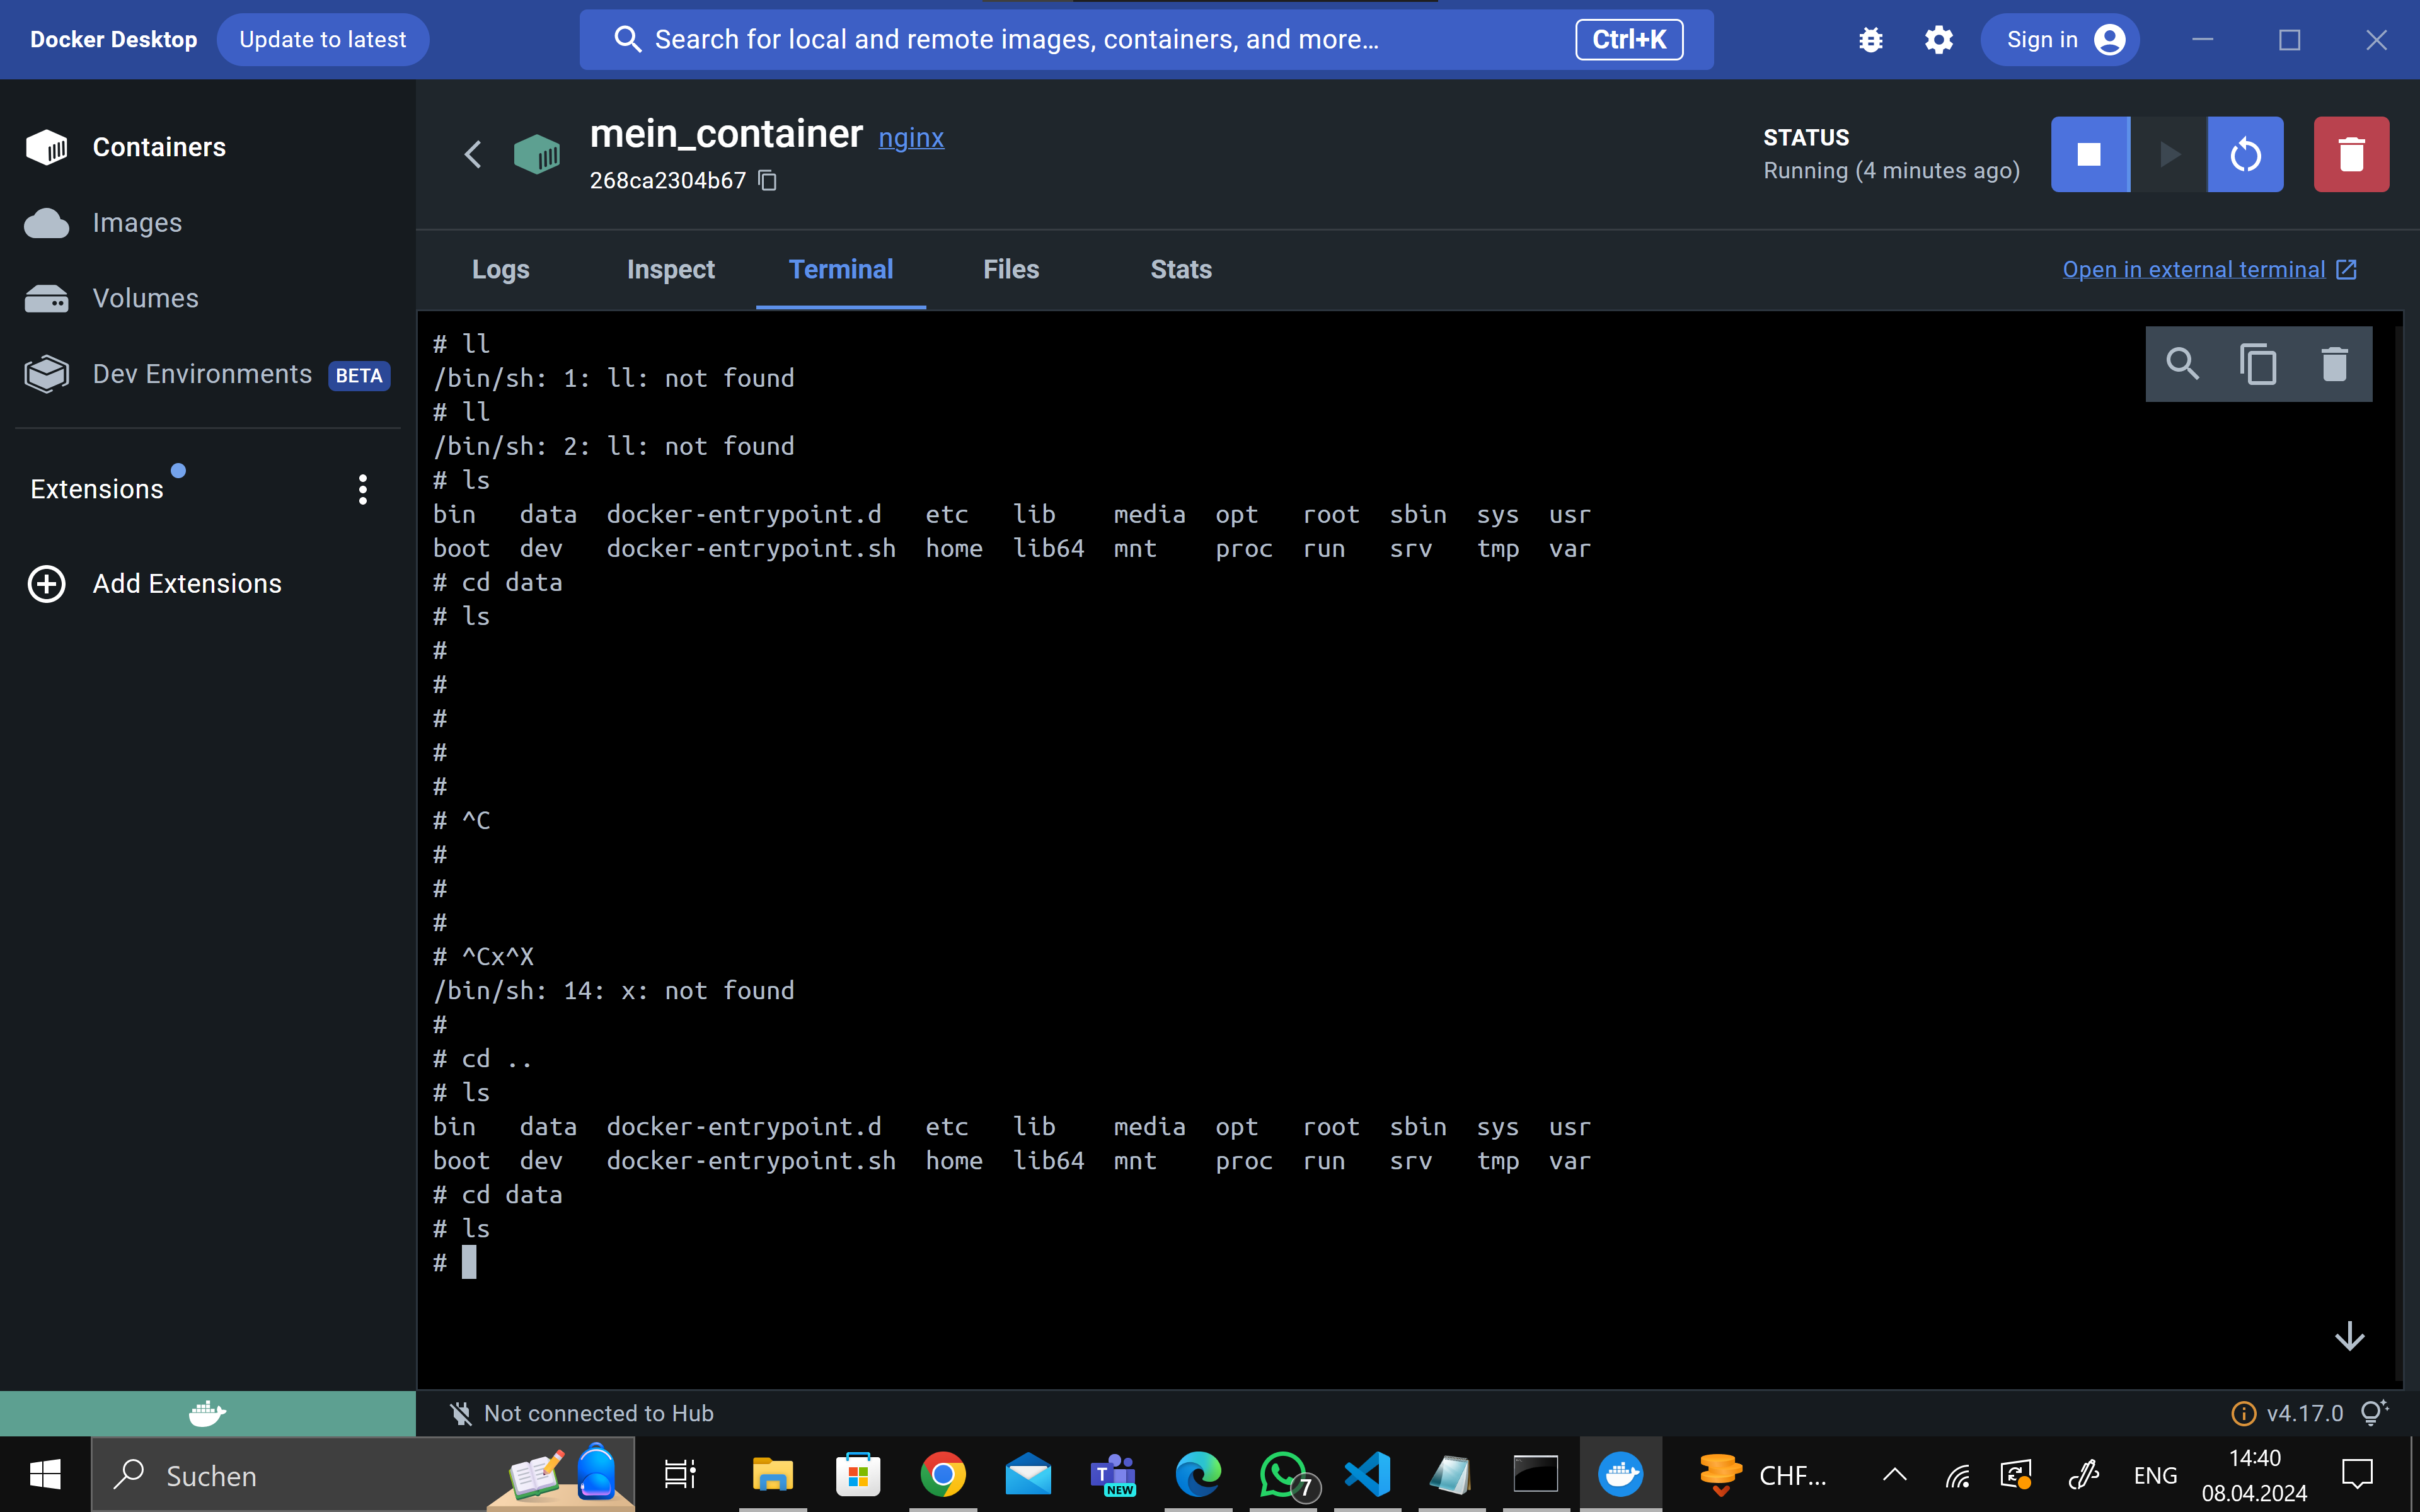 Docker Desktop Update to latest Search for local and remote images, containers, and more... Ctrl+K Sign in
Containers
Images
Volumes
Dev Environments BETA
Extensions
Add Extensions
mein_container nginx
268ca2304b67
STATUS
Running (4 minutes ago)
Logs Inspect Terminal Files Stats Open in external terminal
# ll
/bin/sh: 1: ll: not found
# ll
/bin/sh: 2: ll: not found
# ls
bin data docker-entrypoint.d etc lib media opt root sbin sys usr
boot dev docker-entrypoint.sh home lib64 mnt proc run srv tmp var
# cd data
# ls
#
#
#
#
#
# ^C
#
#
#
# ^Cx^X
/bin/sh: 14: x: not found
#
# cd ..
# ls
bin data docker-entrypoint.d etc lib media opt root sbin sys usr
boot dev docker-entrypoint.sh home lib64 mnt proc run srv tmp var
# cd data
# ls
#
Not connected to Hub v4.17.0
Suchen T NEW 7 CHF... ENG 14:40
08.04.2024